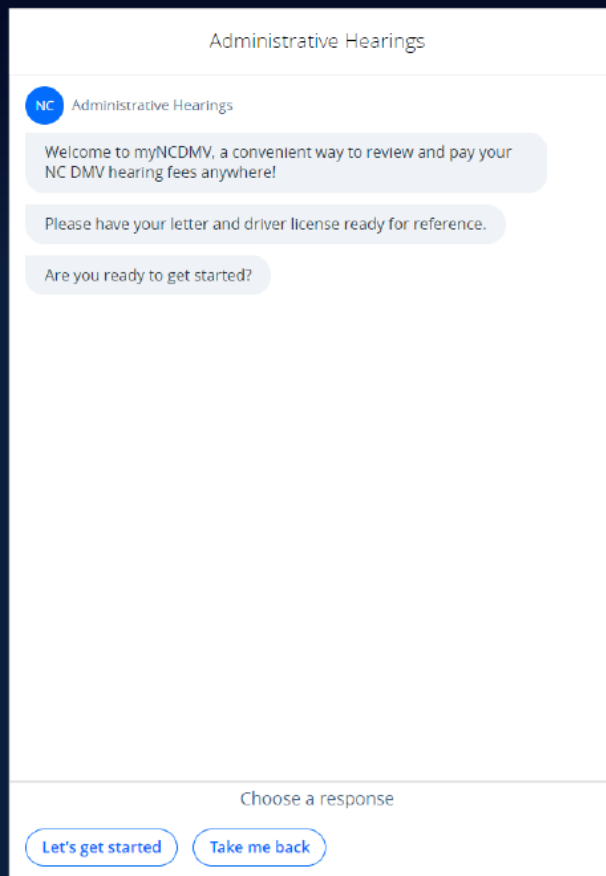 Administrative Hearings
NC Administrative Hearings
Welcome to myNCDMV, a convenient way to review and pay your
NC DMV hearing fees anywhere!
Please have your letter and driver license ready for reference.
Are you ready to get started?
Choose a response
Let's get started Take me back